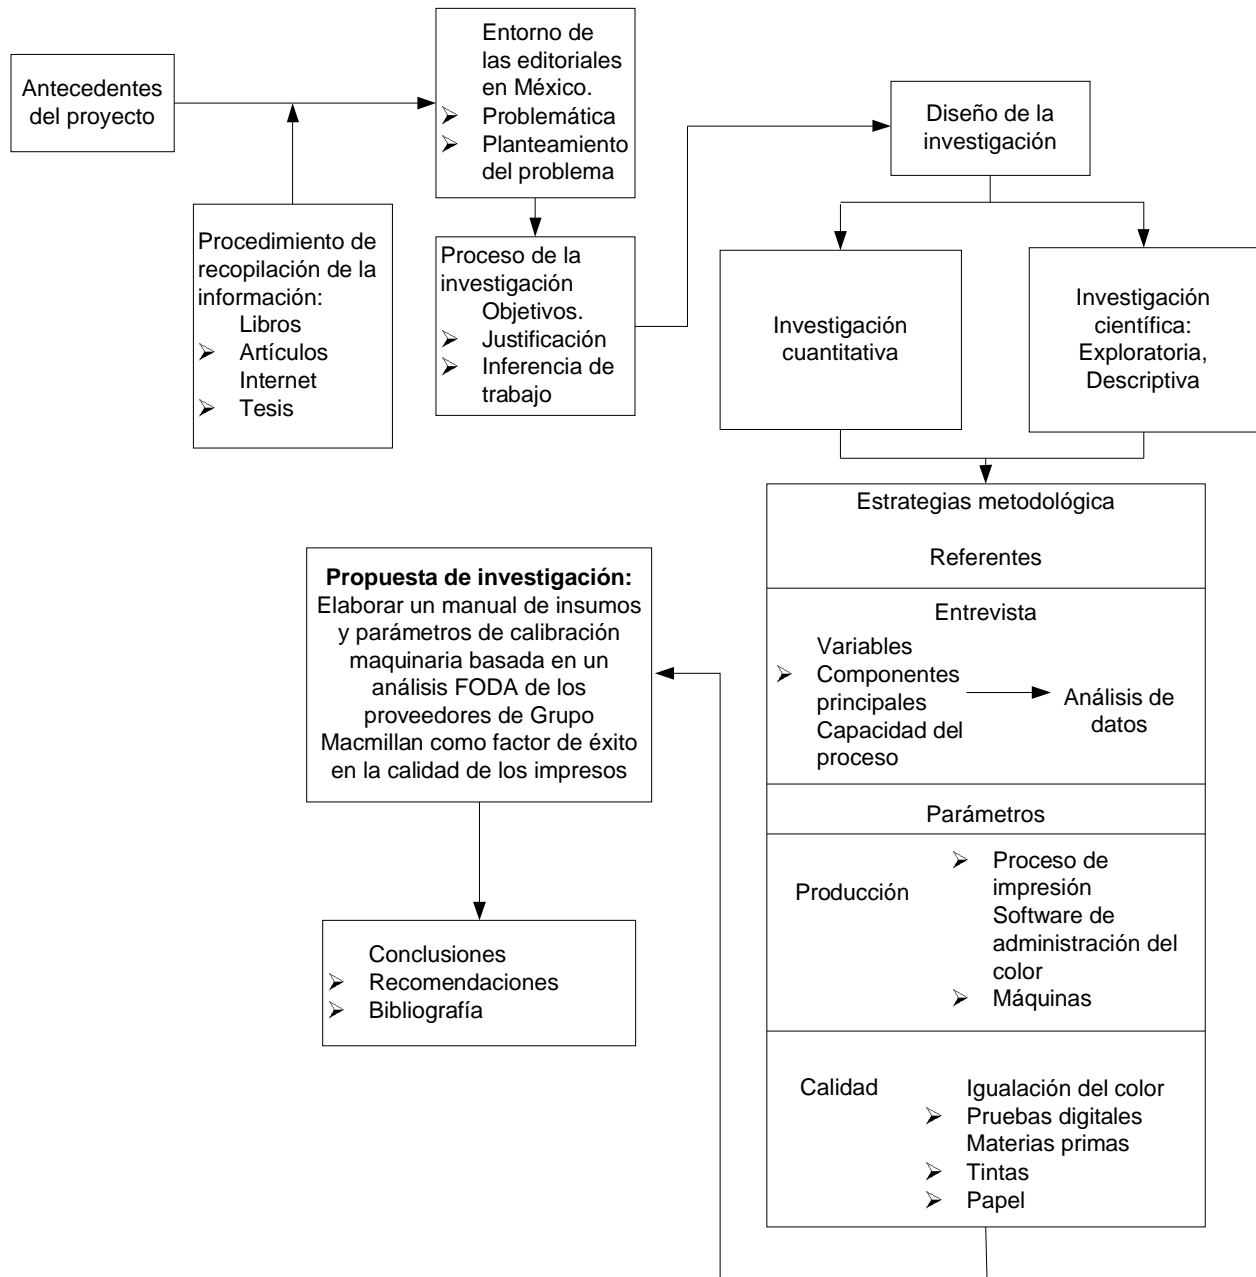 Antecedentes
del proyecto
Procedimiento de
recopilación de la
información:
Libros
➢ Artículos
Internet
➢ Tesis
Entorno de
las editoriales
en México.
➢ Problemática
➢ Planteamiento
del problema
Proceso de la
investigación
Objetivos.
➢ Justificación
➢ Inferencia de
trabajo
Diseño de la
investigación
Investigación
cuantitativa
Investigación
científica:
Exploratoria,
Descriptiva
Estrategias metodológica
Referentes
Entrevista
Variables
➢ Componentes
principales
Capacidad del
proceso
Análisis de
datos
Parámetros
Producción
➢ Proceso de
impresión
Software de
administración del
color
➢ Máquinas
Calidad
Igualación del color
➢ Pruebas digitales
Materias primas
➢ Tintas
➢ Papel
Propuesta de investigación:
Elaborar un manual de insumos
y parámetros de calibración
maquinaria basada en un
análisis FODA de los
proveedores de Grupo
Macmillan como factor de éxito
en la calidad de los impresos
Conclusiones
➢ Recomendaciones
➢ Bibliografía